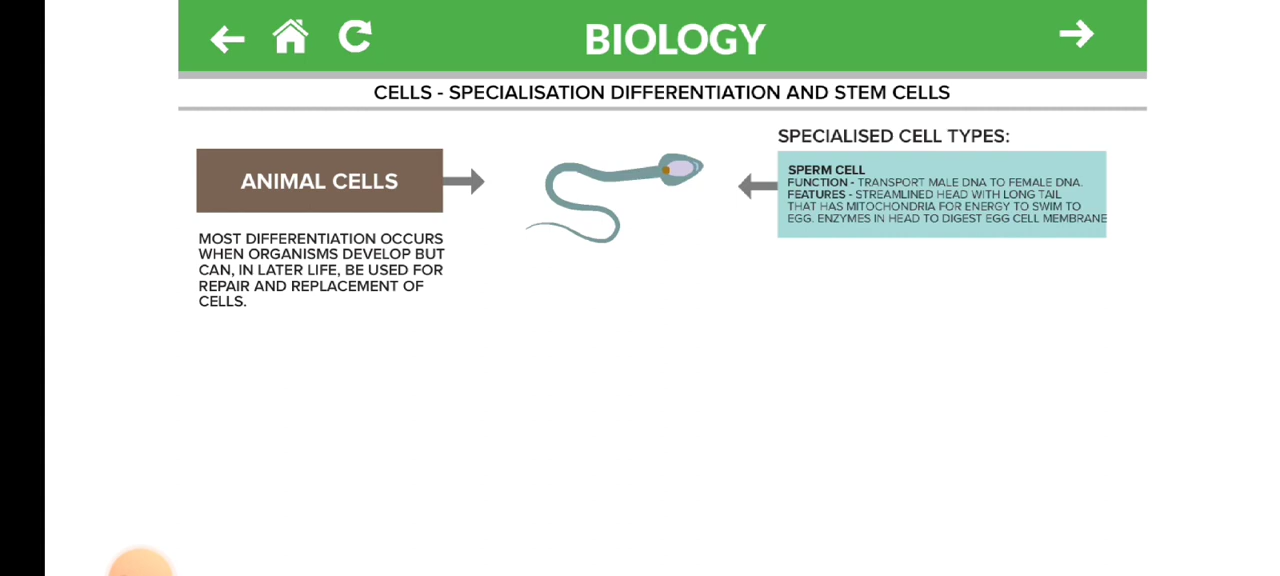 BIOLOGY
CELLS - SPECIALISATION DIFFERENTIATION AND STEM CELLS
ANIMAL CELLS
MOST DIFFERENTIATION OCCURS
WHEN ORGANISMS DEVELOP BUT
CAN, IN LATER LIFE, BE USED FOR
REPAIR AND REPLACEMENT OF
CELLS.
SPECIALISED CELL TYPES:
SPERM CELL
FUNCTION - TRANSPORT MALE DNA TO FEMALE DNA.
FEATURES - STREAMLINED HEAD WITH LONG TAIL
THAT HAS MITOCHONDRIA FOR ENERGY TO SWIM TO
EGG. ENZYMES IN HEAD TO DIGEST EGG CELL MEMBRANE